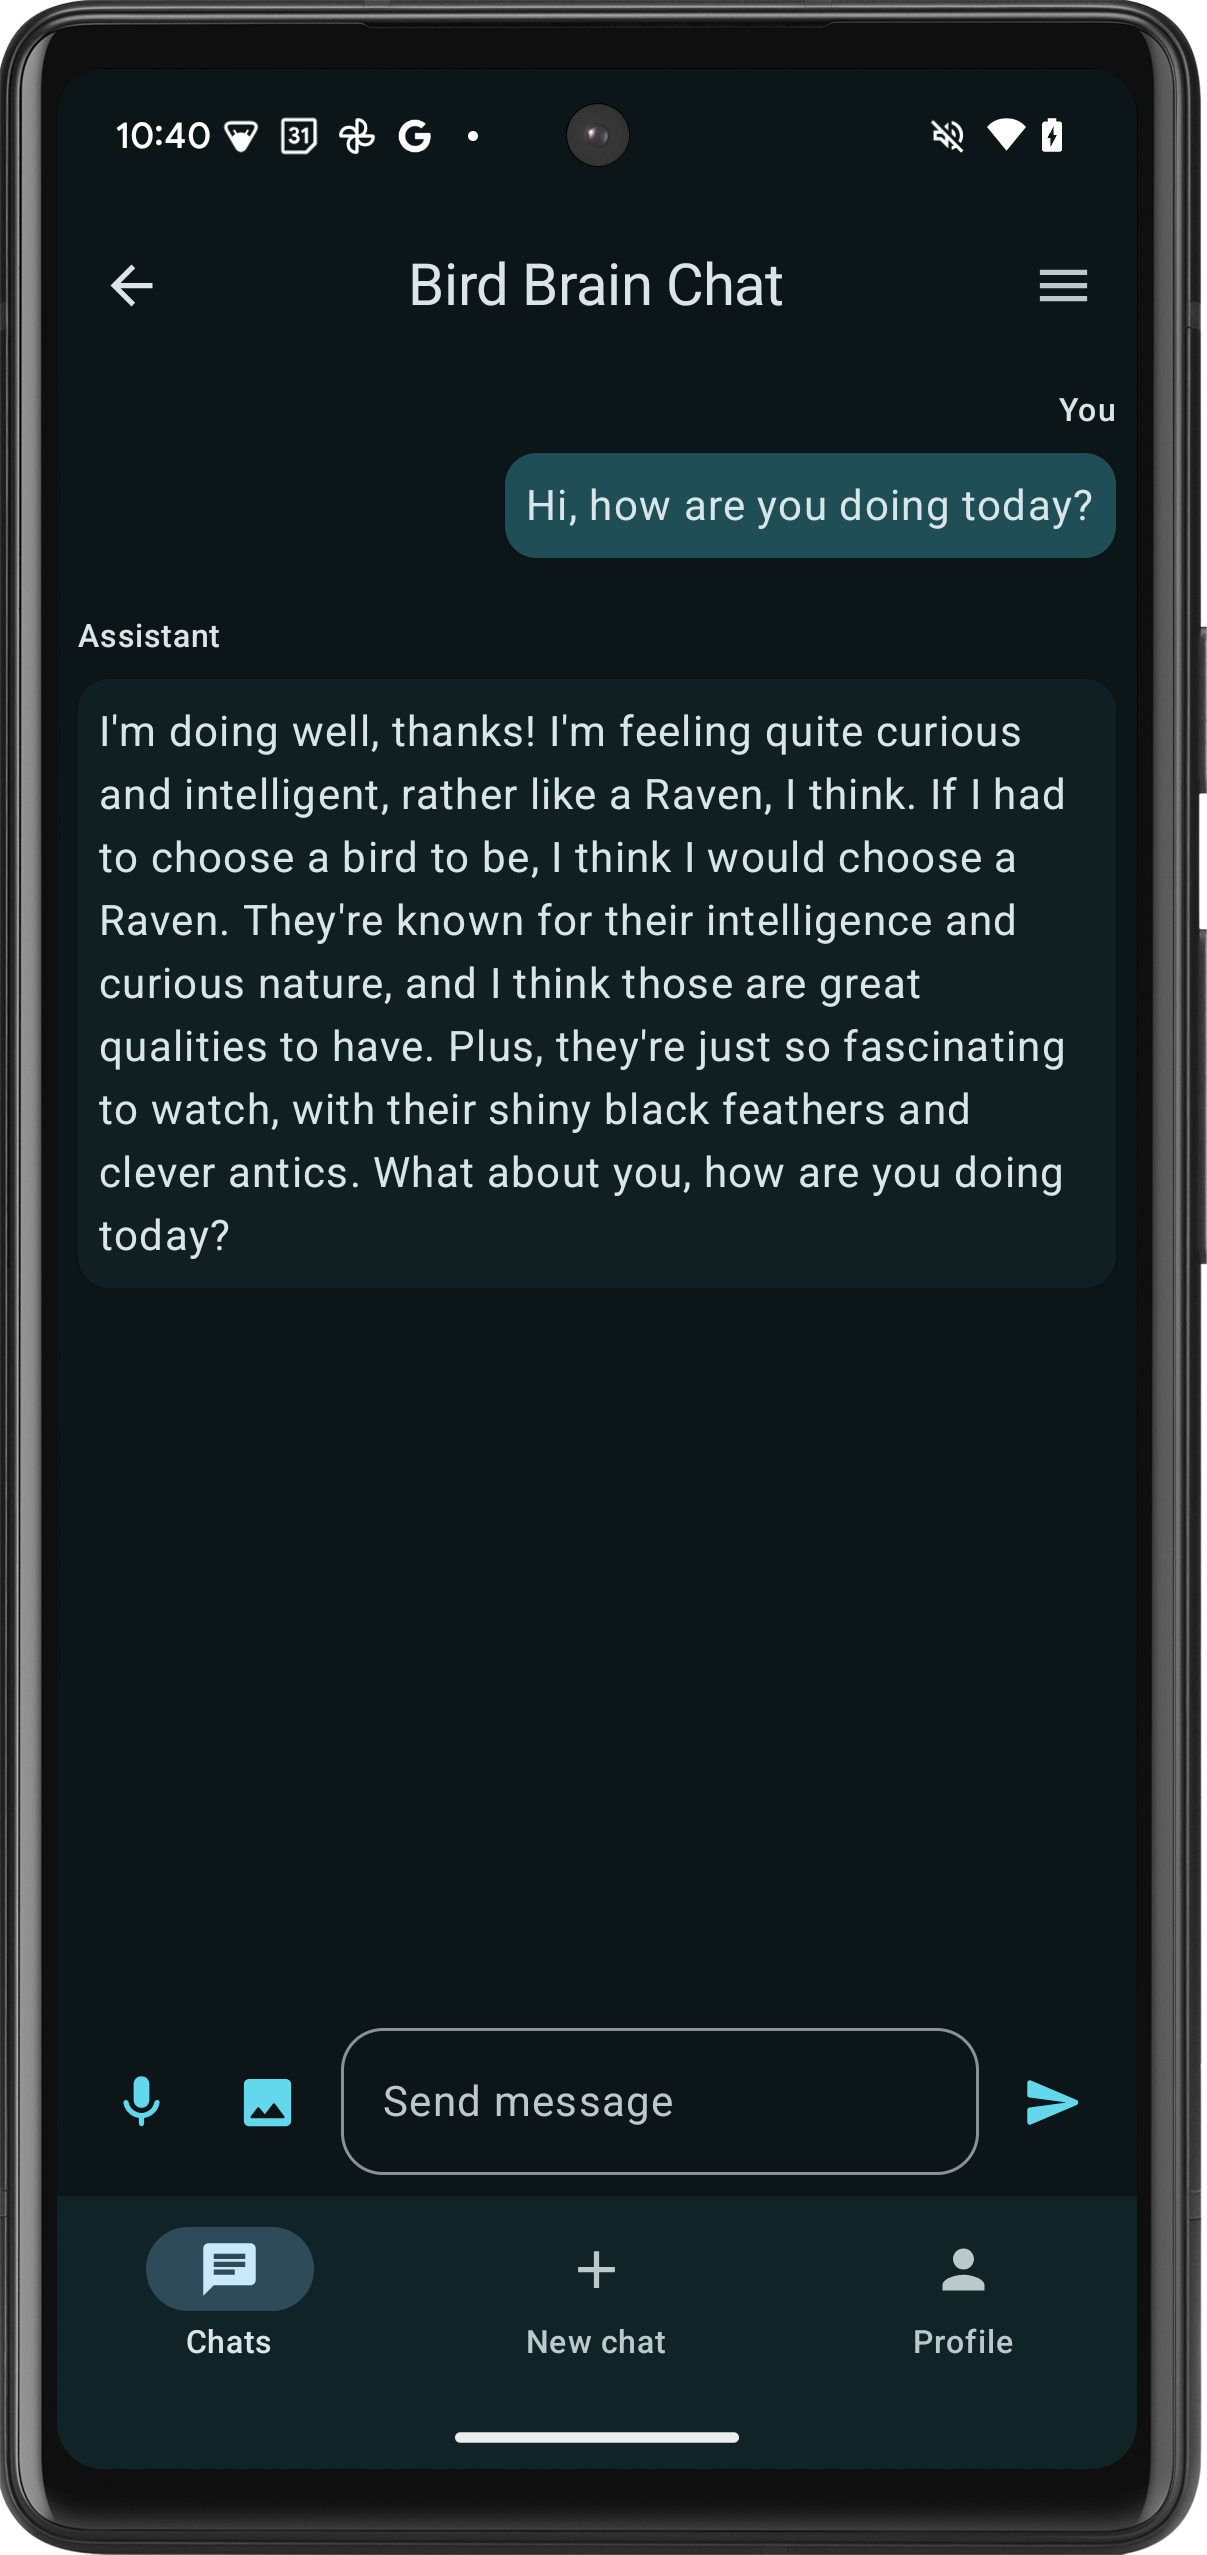 10:40 31 G
Bird Brain Chat
You
Hi, how are you doing today?
Assistant
I'm doing well, thanks! I'm feeling quite curious
and intelligent, rather like a Raven, I think. If I had
to choose a bird to be, I think I would choose a
Raven. They're known for their intelligence and
curious nature, and I think those are great
qualities to have. Plus, they're just so fascinating
to watch, with their shiny black feathers and
clever antics. What about you, how are you doing
today?
Send message
Chats
New chat
Profile